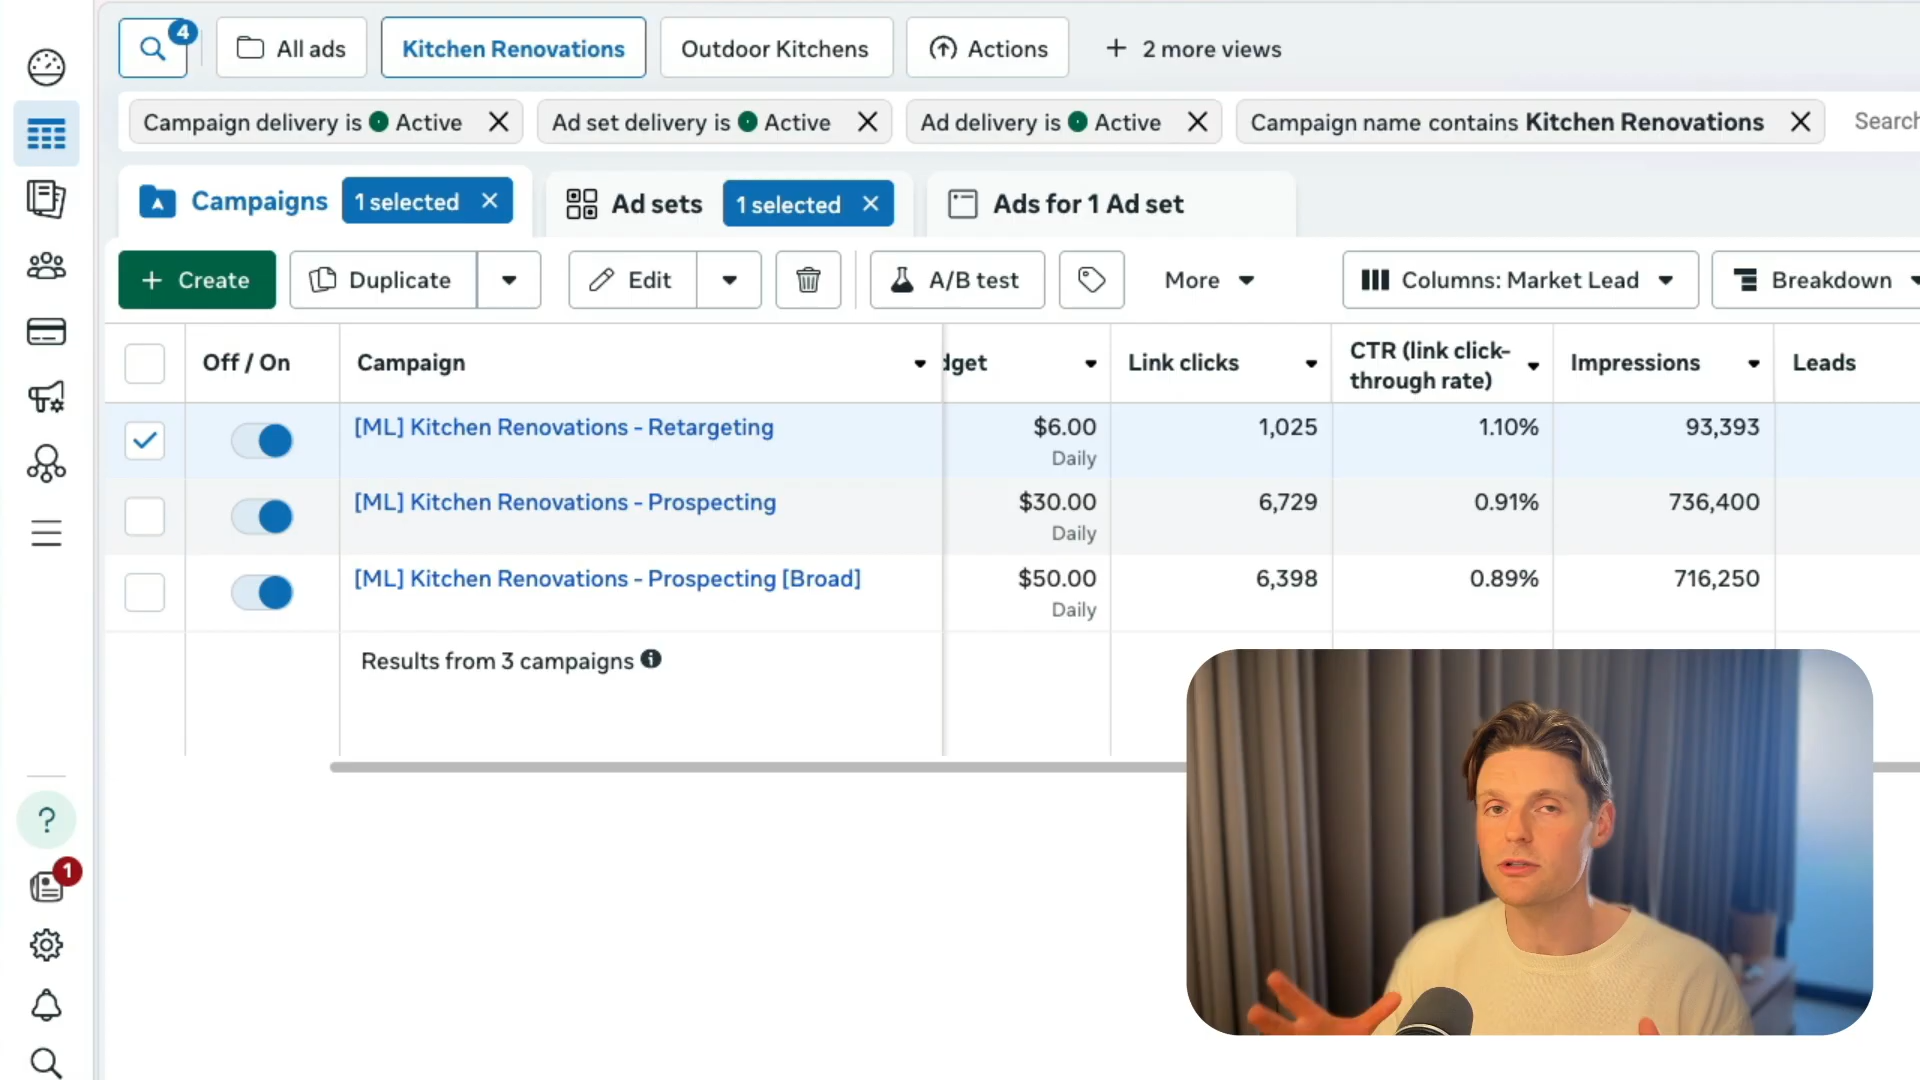 4
All ads
Kitchen Renovations
Outdoor Kitchens
Actions
+ 2 more views
Campaign delivery is Active
Ad set delivery is Active
Ad delivery is Active
Campaign name contains Kitchen Renovations
Search
Campaigns
1 selected
Ad sets
1 selected
Ads for 1 Ad set
+ Create
Duplicate
Edit
A/B test
More
Columns: Market Lead
Breakdown
Off / On
Campaign
dget
Link clicks
CTR (link click-
through rate)
Impressions
Leads
[ML] Kitchen Renovations - Retargeting
$6.00
Daily
1,025
1.10%
93,393
[ML] Kitchen Renovations - Prospecting
$30.00
Daily
6,729
0.91%
736,400
[ML] Kitchen Renovations - Prospecting [Broad]
$50.00
Daily
6,398
0.89%
716,250
Results from 3 campaigns
?
1